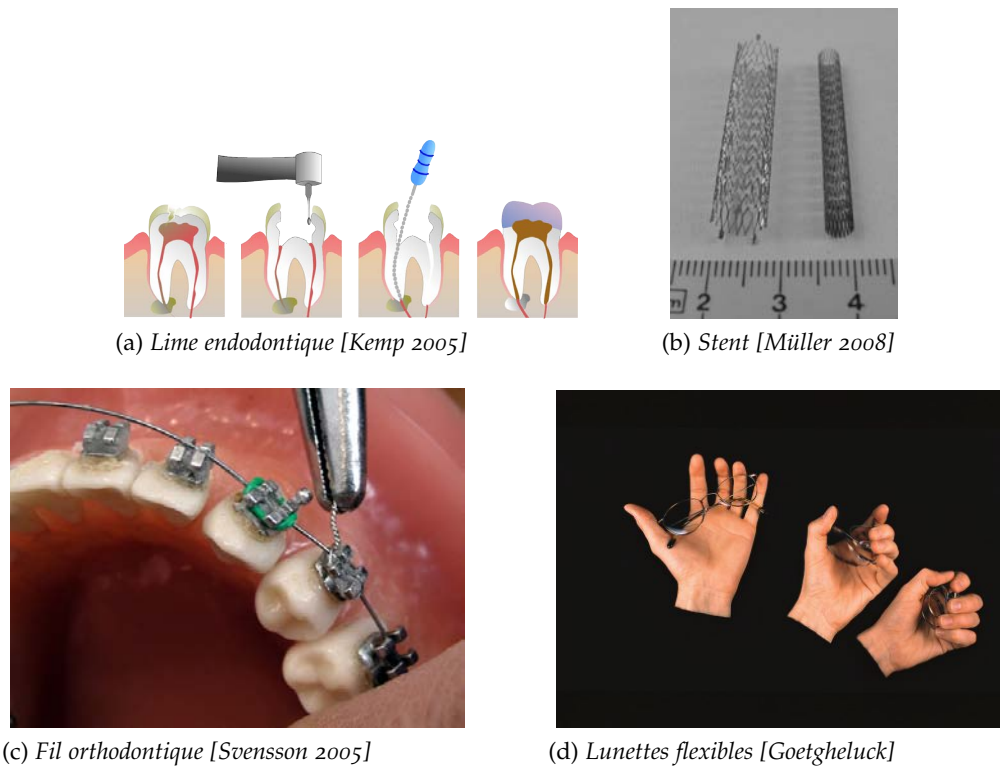 (a) Lime endodontique [Kemp 2005]
m 2 3 4
(b) Stent [Müller 2008]
(c) Fil orthodontique [Svensson 2005]
(d) Lunettes flexibles [Goetgheluck]